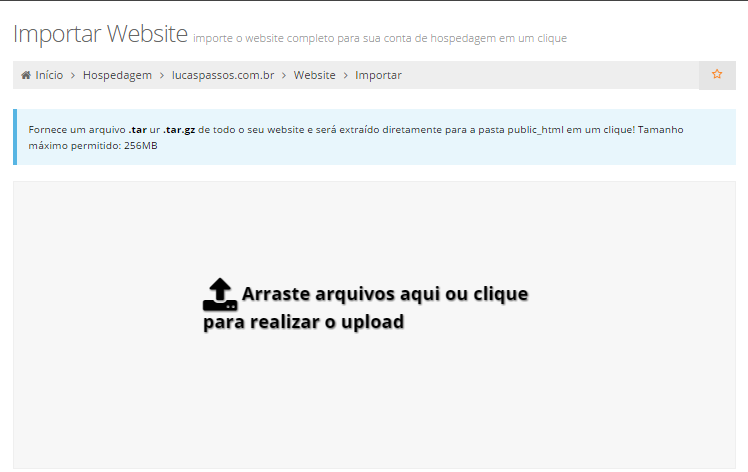 Importar Website importe o website completo para sua conta de hospedagem em um clique
Início > Hospedagem > lucaspassos.com.br > Website > Importar
Fornece um arquivo .tar ur .tar.gz de todo o seu website e será extraído diretamente para a pasta public_html em um clique! Tamanho
máximo permitido: 256MB
Arraste arquivos aqui ou clique
para realizar o upload